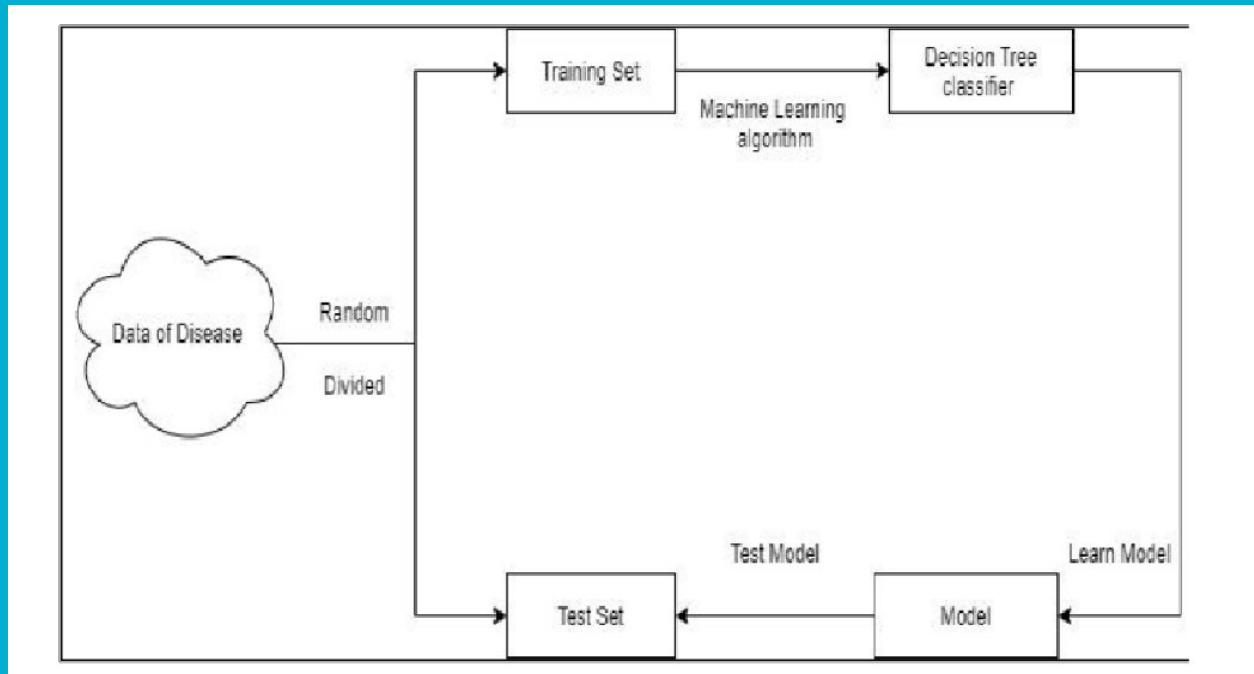 Training Set
Decision Tree
classifier
Machine Learning
algorithm
Data of Disease
Random
Divided
Test Model
Learn Model
Test Set
Model